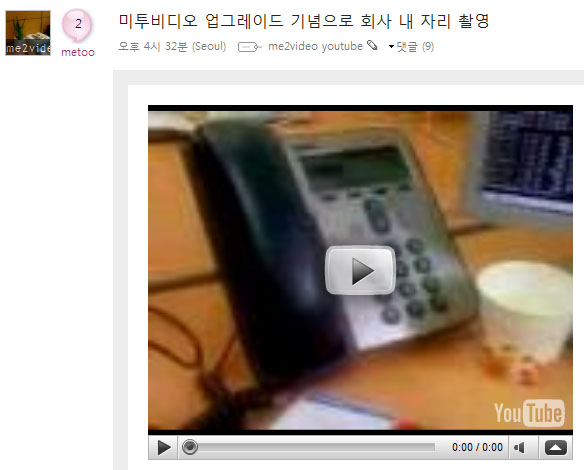 2
미투비디오 업그레이드 기념으로 회사 내 자리 촬영
me2vide
metoo
오후 4시 32분 (Seoul) me2video youtube 댓글 (9)
YouTube
0:00 / 0:00